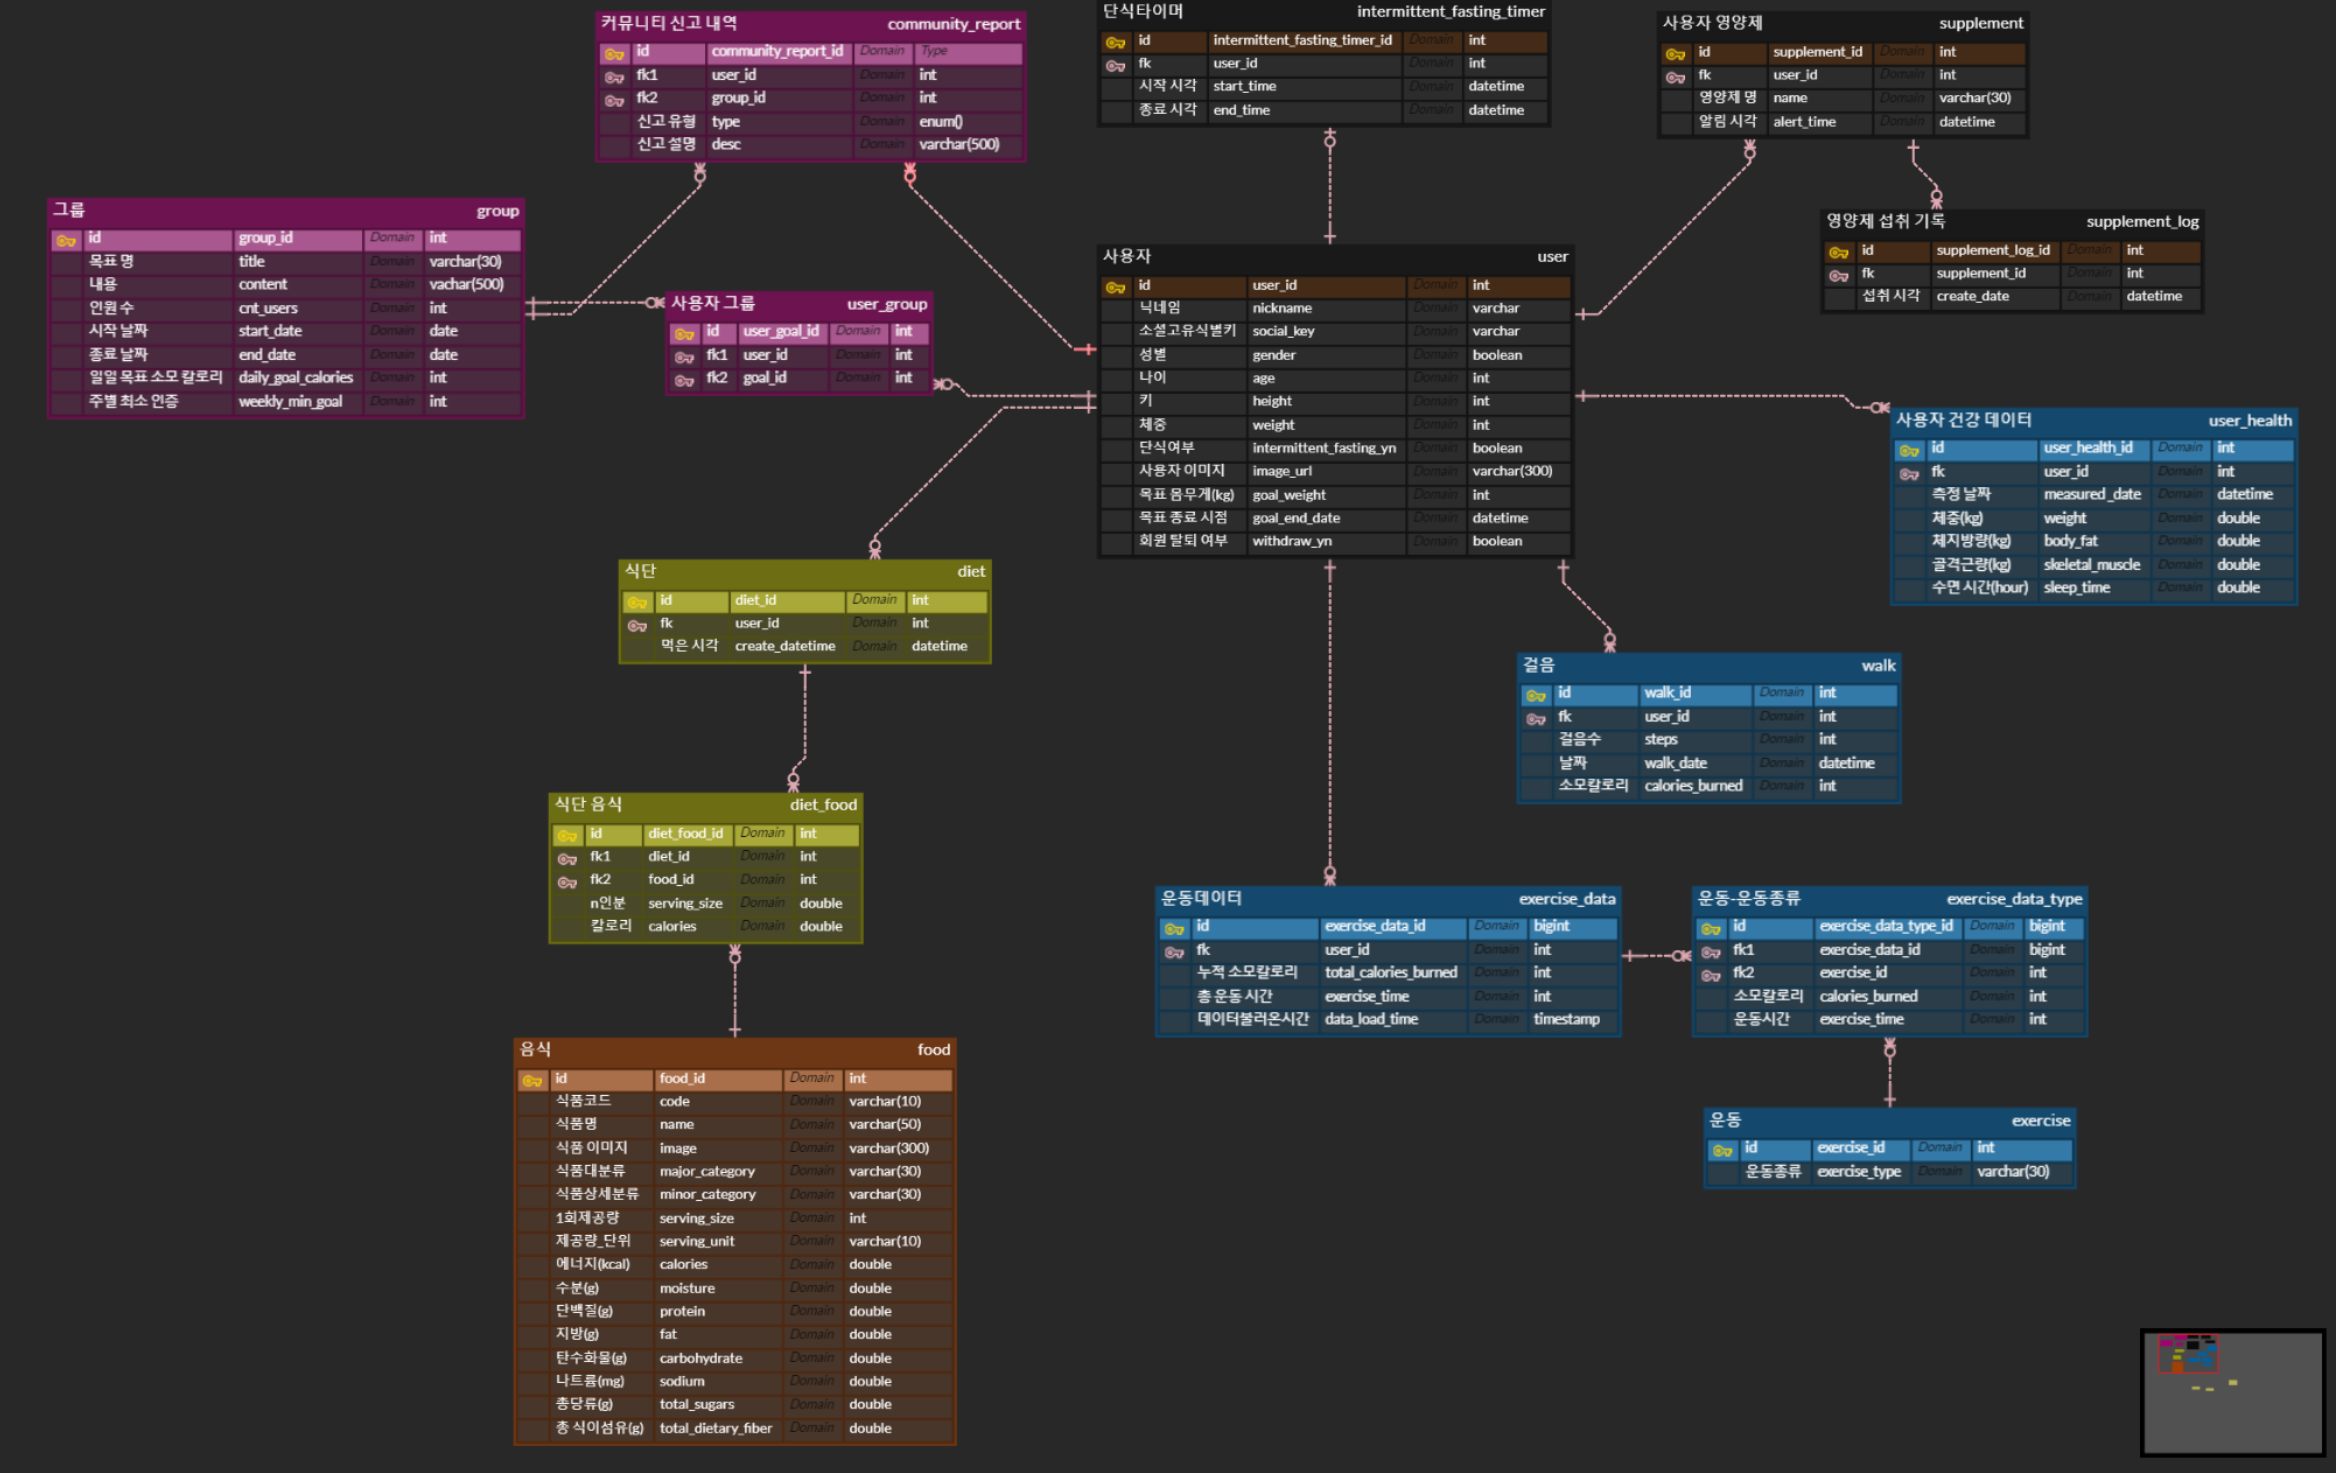 커뮤니티 신고 내역 community_report
id community_report_id Domain Type
fk1 user_id Domain int
fk2 group_id Domain int
신고 유형 type Domain enum()
신고 설명 desc Domain varchar(500)
단식타이머 intermittent_fasting_timer
id intermittent_fasting_timer_id Domain int
fk user_id Domain int
시작 시각 start_time Domain datetime
종료 시각 end_time Domain datetime
사용자 영양제 supplement
id supplement_id Domain int
fk user_id Domain int
영양제 명 name Domain varchar(30)
알림 시각 alert_time Domain datetime
그룹 group
id group_id Domain int
목표 명 title Domain varchar(30)
내용 content Domain vachar(500)
인원 수 cnt_users Domain int
시작 날짜 start_date Domain date
종료 날짜 end_date Domain date
일일 목표 소모 칼로리 daily_goal_calories Domain int
주별 최소 인증 weekly_min_goal Domain int
사용자 그룹 user_group
id user_goal_id Domain int
fk1 user_id Domain int
fk2 goal_id Domain int
사용자 user
id user_id Domain int
닉네임 nickname Domain varchar
소셜고유식별키 social_key Domain varchar
성별 gender Domain boolean
나이 age Domain int
키 height Domain int
체중 weight Domain int
단식여부 intermittent_fasting_yn Domain boolean
사용자 이미지 image_url Domain varchar(300)
목표 몸무게(kg) goal_weight Domain int
목표 종료 시점 goal_end_date Domain datetime
회원 탈퇴 여부 withdraw_yn Domain boolean
영양제 섭취 기록 supplement_log
id supplement_log_id Domain int
fk supplement_id Domain int
섭취 시각 create_date Domain datetime
사용자 건강 데이터 user_health
id user_health_id Domain int
fk user_id Domain int
측정 날짜 measured_date Domain datetime
체중(kg) weight Domain double
체지방량(kg) body_fat Domain double
골격근량(kg) skeletal_muscle Domain double
수면 시간(hour) sleep_time Domain double
식단 diet
id diet_id Domain int
fk user_id Domain int
먹은 시각 create_datetime Domain datetime
걸음 walk
id walk_id Domain int
fk user_id Domain int
걸음수 steps Domain int
날짜 walk_date Domain datetime
소모칼로리 calories_burned Domain int
식단 음식 diet_food
id diet_food_id Domain int
fk1 diet_id Domain int
fk2 food_id Domain int
n인분 serving_size Domain double
칼로리 calories Domain double
운동데이터 exercise_data
id exercise_data_id Domain bigint
fk user_id Domain int
누적 소모칼로리 total_calories_burned Domain int
총 운동 시간 exercise_time Domain int
데이터불러온시간 data_load_time Domain timestamp
운동-운동종류 exercise_data_type
id exercise_data_type_id Domain bigint
fk1 exercise_data_id Domain bigint
fk2 exercise_id Domain int
소모칼로리 calories_burned Domain int
운동시간 exercise_time Domain int
음식 food
id food_id Domain int
식품코드 code Domain varchar(10)
식품명 name Domain varchar(50)
식품 이미지 image Domain varchar(300)
식품대분류 major_category Domain varchar(30)
식품상세분류 minor_category Domain varchar(30)
1회제공량 serving_size Domain int
제공량_단위 serving_unit Domain varchar(10)
에너지(kcal) calories Domain double
수분(g) moisture Domain double
단백질(g) protein Domain double
지방(g) fat Domain double
탄수화물(g) carbohydrate Domain double
나트륨(mg) sodium Domain double
총당류(g) total_sugars Domain double
총 식이섬유(g) total_dietary_fiber Domain double
운동 exercise
id exercise_id Domain int
운동종류 exercise_type Domain varchar(30)